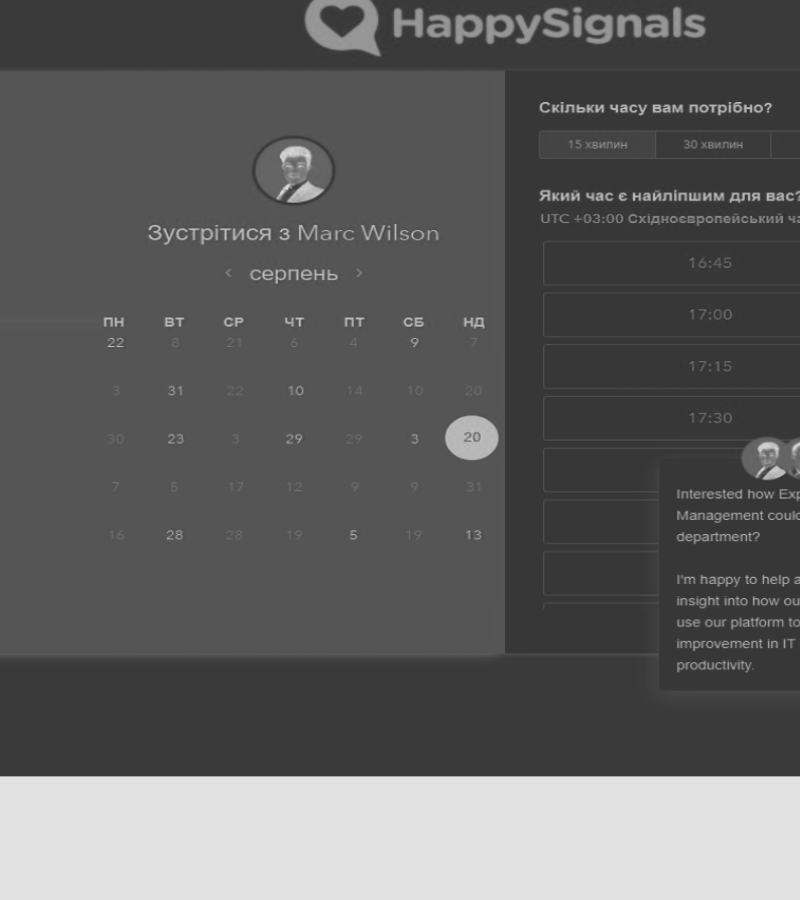 HappySignals
Зустрітися з Marc Wilson
‹ серпень ›
ПН ВТ СР ЧТ ПТ СБ НД
22 8 21 6 4 9 7
3 31 22 10 14 10 20
30 23 3 29 29 3 20
7 5 17 12 9 9 31
16 28 28 19 5 19 13
Скільки часу вам потрібно?
15 хвилин 30 хвилин
Який час є найліпшим для вас?
UTC +03:00 Східноєвропейський ча
16:45
17:00
17:15
17:30
Interested how Exp
Management could
department?
I'm happy to help a
insight into how ou
use our platform to
improvement in IT
productivity.